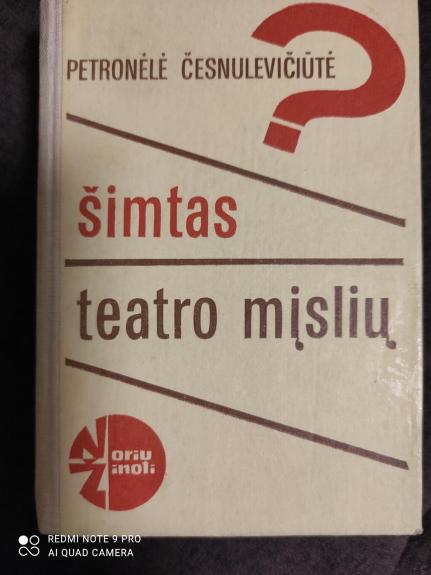 PETRONĖLĖ ČESNULEVIČIŪTĖ
?
šimtas
teatro mįslių
Noriu
Žinoti
REDMI NOTE 9 PRO
AI QUAD CAMERA